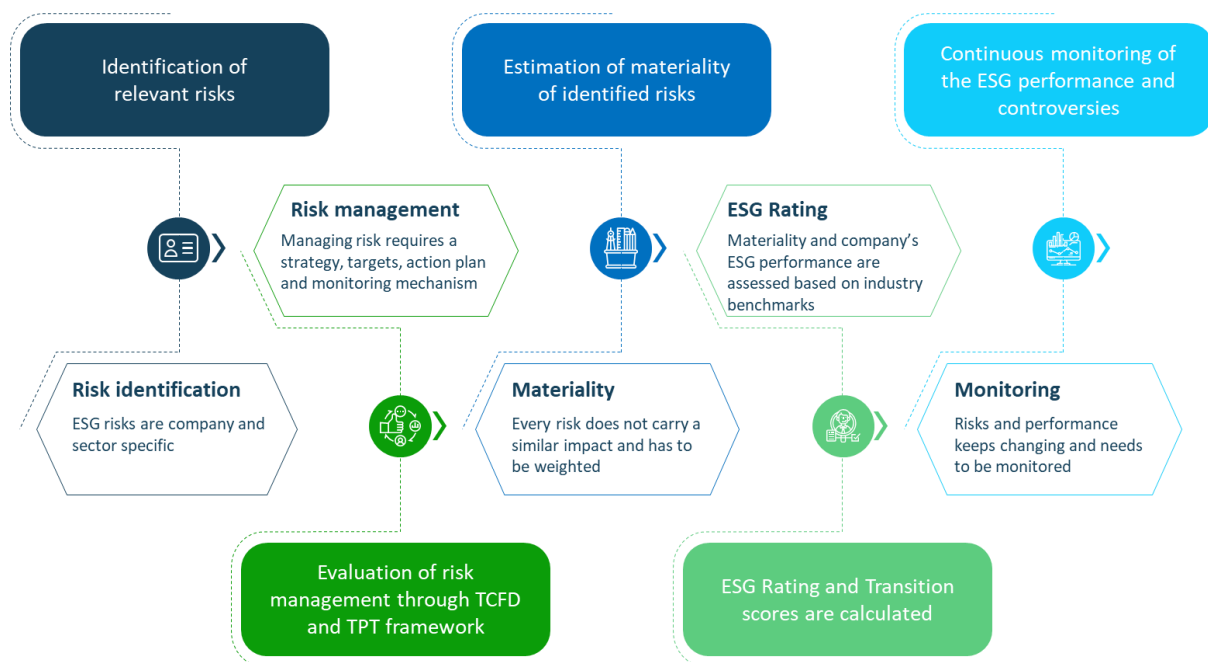 Identification of
relevant risks
Estimation of materiality
of identified risks
Continuous monitoring of
the ESG performance and
controversies
Risk management
Managing risk requires a
strategy, targets, action plan
and monitoring mechanism
ESG Rating
Materiality and company's
ESG performance are
assessed based on industry
benchmarks
Risk identification
ESG risks are company and
sector specific
Materiality
Every risk does not carry a
similar impact and has to
be weighted
Monitoring
Risks and performance
keeps changing and needs
to be monitored
Evaluation of risk
management through TCFD
and TPT framework
ESG Rating and Transition
scores are calculated